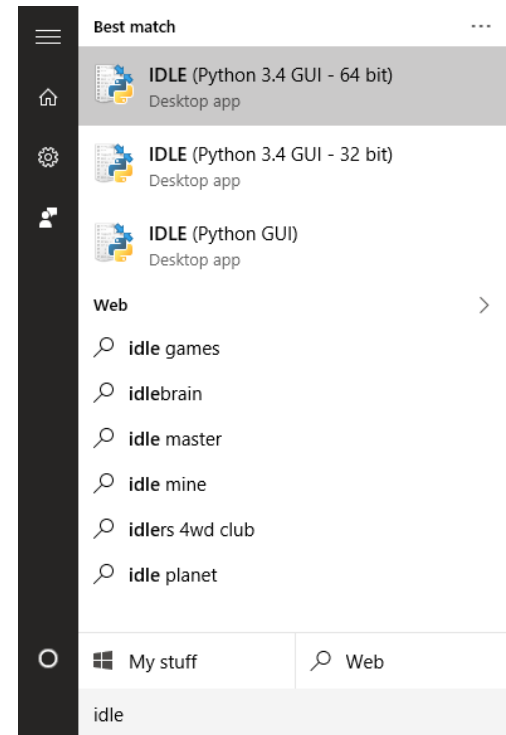 Best match
...
IDLE (Python 3.4 GUI - 64 bit)
Desktop app
IDLE (Python 3.4 GUI - 32 bit)
Desktop app
IDLE (Python GUI)
Desktop app
Web
idle games
idlebrain
idle master
idle mine
idlers 4wd club
idle planet
My stuff
Web
idle